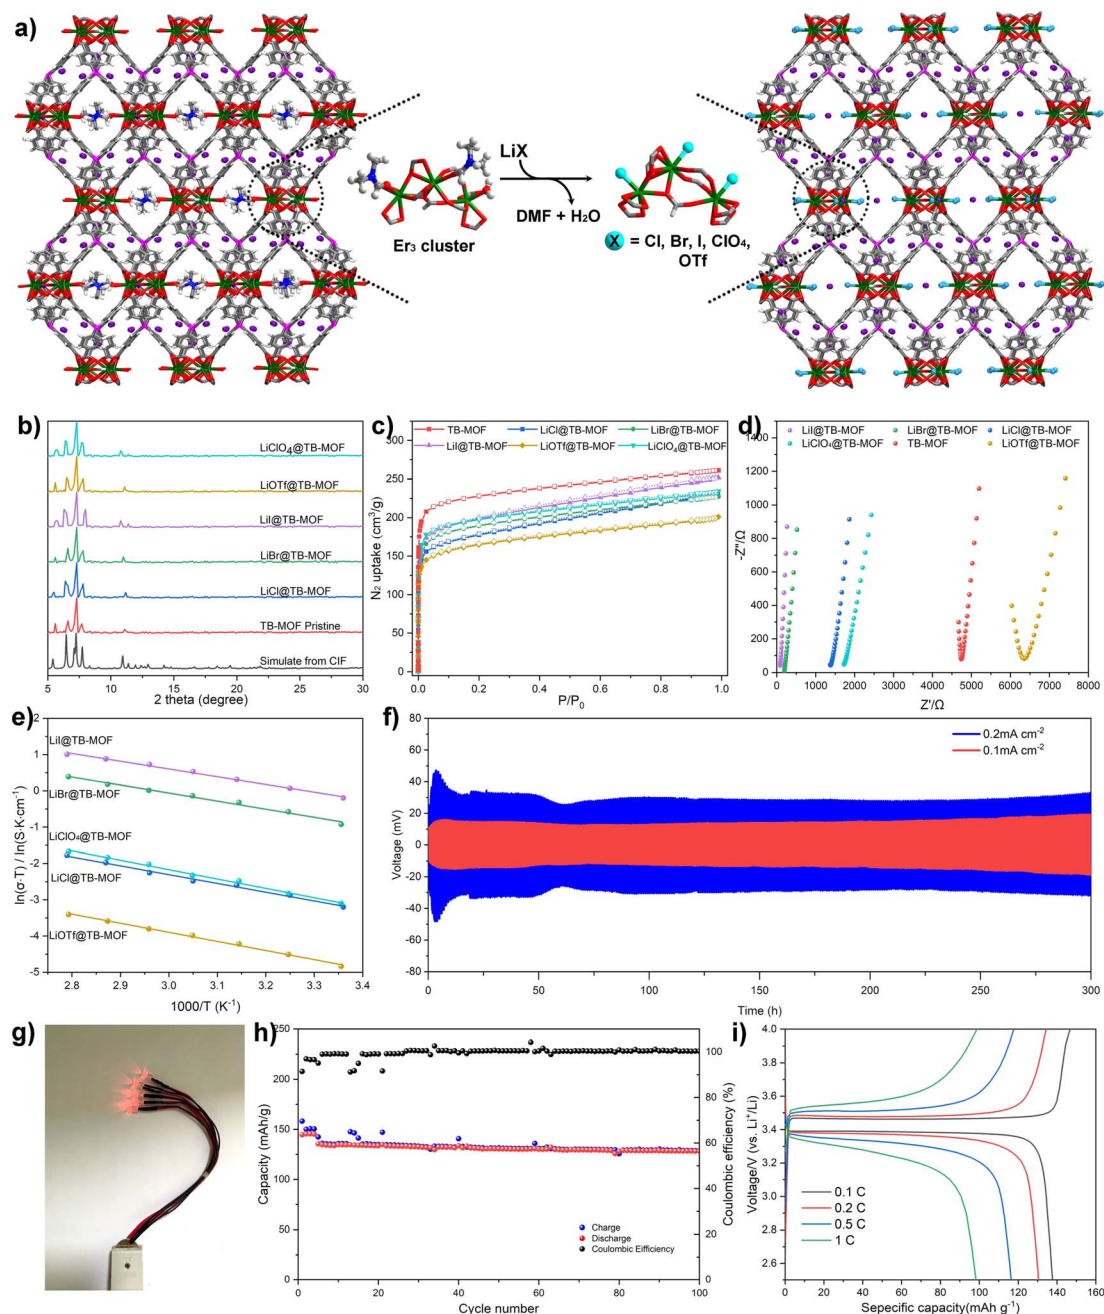 a)
LiX
DMF + H₂O
Er₃ cluster
X = Cl, Br, I, ClO₄,
OTf
b)
LiClO₄@TB-MOF
LiOTf@TB-MOF
LiI@TB-MOF
LiBr@TB-MOF
LiCl@TB-MOF
TB-MOF Pristine
Simulate from CIF
5 10 15 20 25 30
2 theta (degree)
c)
TB-MOF LiCl@TB-MOF LiBr@TB-MOF
LiI@TB-MOF LiOTf@TB-MOF LiClO₄@TB-MOF
N₂ uptake (cm³/g)
300
250
200
150
100
50
0
0.0 0.2 0.4 0.6 0.8 1.0
P/P₀
d)
LiI@TB-MOF LiBr@TB-MOF LiCl@TB-MOF
LiClO₄@TB-MOF TB-MOF LiOTf@TB-MOF
-Z''/Ω
1400
1200
1000
800
600
400
200
0
0 1000 2000 3000 4000 5000 6000 7000 8000
Z'/Ω
e)
ln(σ·T) / ln(S·K·cm⁻¹)
2
1
0
-1
-2
-3
-4
-5
LiI@TB-MOF
LiBr@TB-MOF
LiClO₄@TB-MOF
LiCl@TB-MOF
LiOTf@TB-MOF
2.8 2.9 3.0 3.1 3.2 3.3 3.4
1000/T (K⁻¹)
f)
0.2mA cm⁻²
0.1mA cm⁻²
Voltage (mV)
80
60
40
20
0
-20
-40
-60
-80
0 50 100 150 200 250 300
Time (h)
g)
h)
Capacity (mAh/g)
250
200
150
100
50
0
Charge
Discharge
Coulombic Efficiency
Coulombic efficiency (%)
100
80
60
40
20
0
0 20 40 60 80 100
Cycle number
i)
Voltage/V (vs. Li⁺/Li)
4.0
3.8
3.6
3.4
3.2
3.0
2.8
2.6
0.1 C
0.2 C
0.5 C
1 C
0 20 40 60 80 100 120 140 160
Sepecific capacity(mAh g⁻¹)